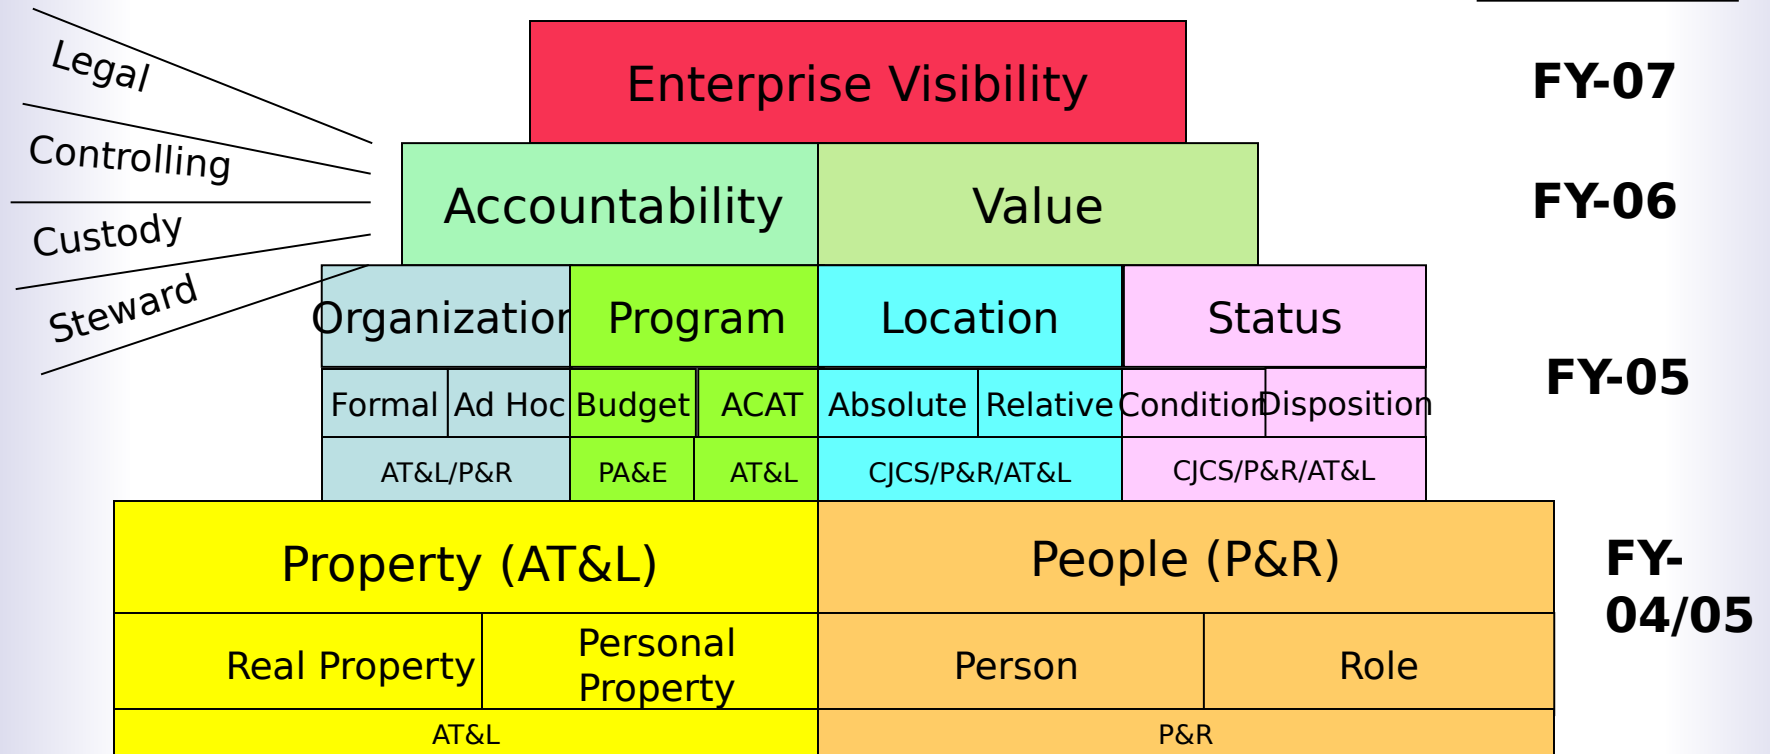 Legal
Controlling
Custody
Steward
Enterprise Visibility
FY-07
Accountability
Value
FY-06
Organization
Program
Location
Status
FY-05
Formal
Ad Hoc
Budget
ACAT
Absolute
Relative
Condition
Disposition
AT&L/P&R
PA&E
AT&L
CJCS/P&R/AT&L
CJCS/P&R/AT&L
Property (AT&L)
People (P&R)
FY-
04/05
Real Property
Personal
Property
Person
Role
AT&L
P&R